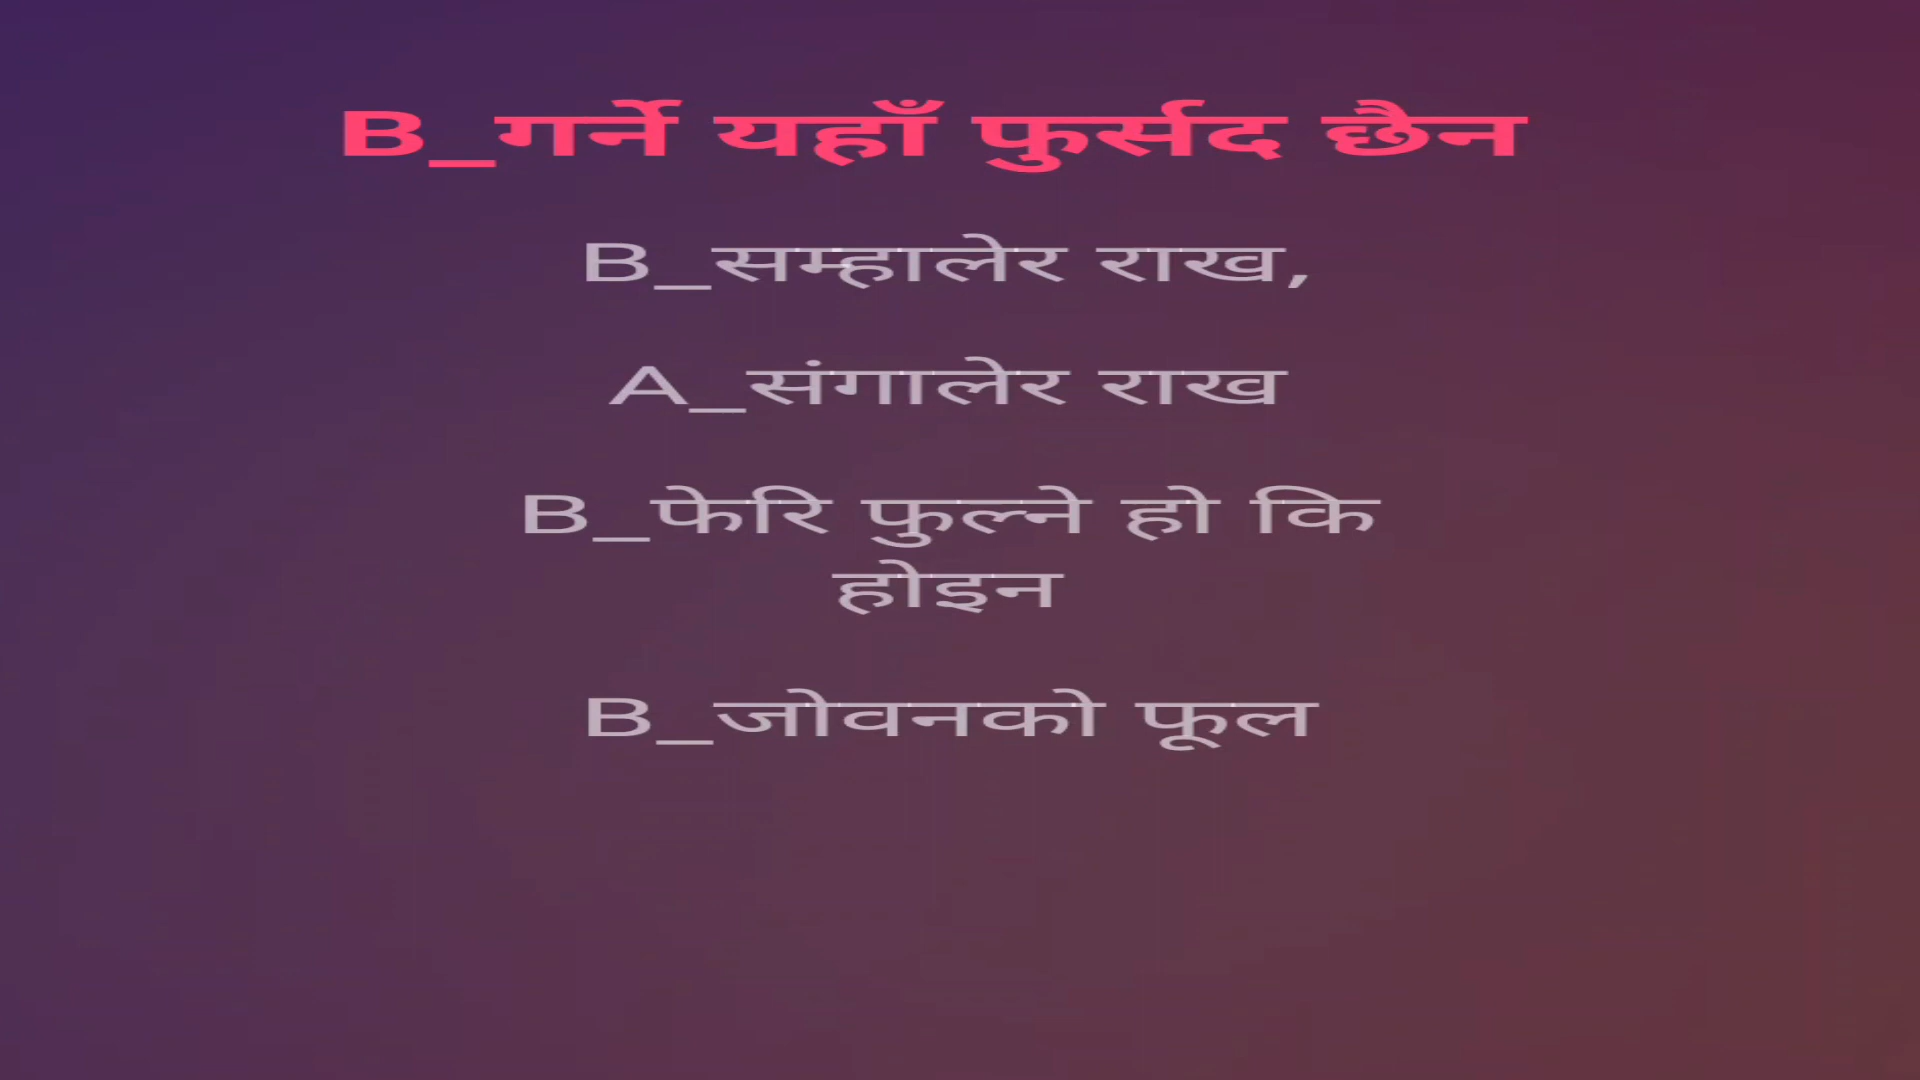 B_गर्ने यहाँ फुर्सद छैन
B_सम्हालेर राख,
A_संगालेर राख
B_फेरि फुल्ने हो कि
होइन
B_जोवनको फूल